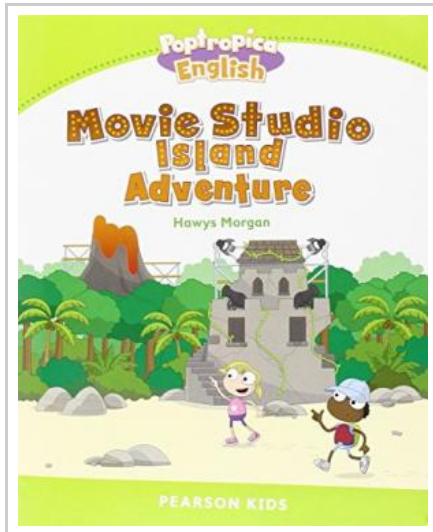 Poptropica
English
Movie Studio
Island
Adventure
Hawys Morgan
PEARSON KIDS